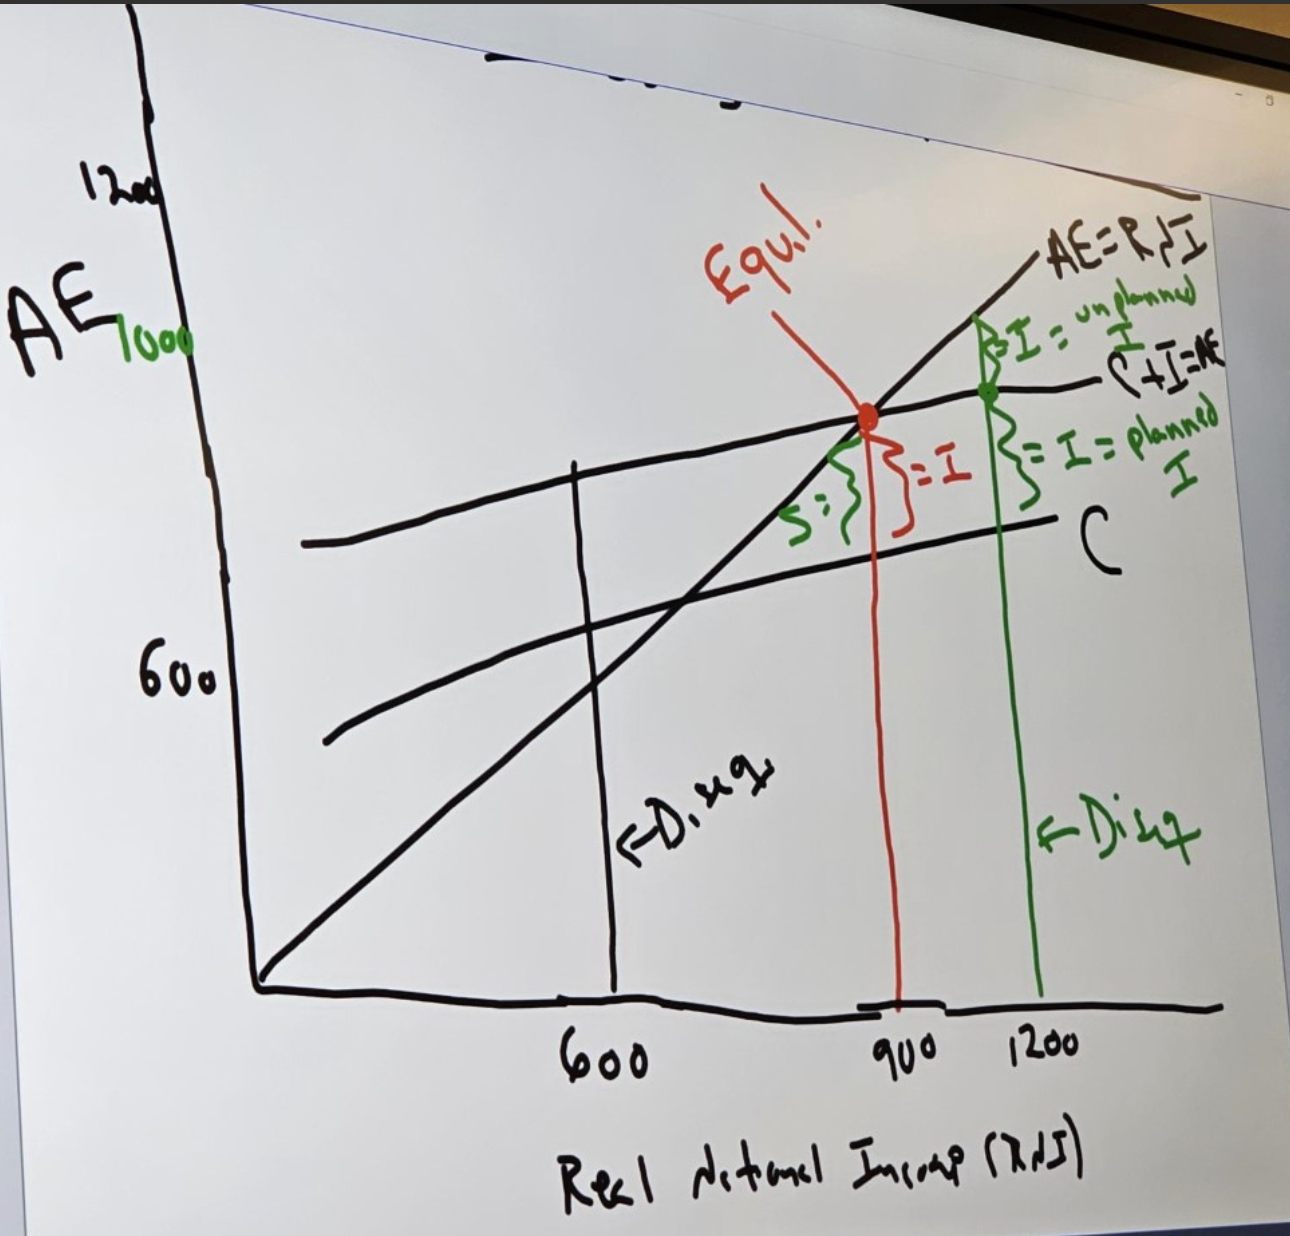 1200
AE
1000
600
Equil.
AE=RNI
I = unplanned
I
C+I=AE
= I = planned
I
S =
= I
C
←Diseq
←Diseq
600
900
1200
Real National Income (RNI)